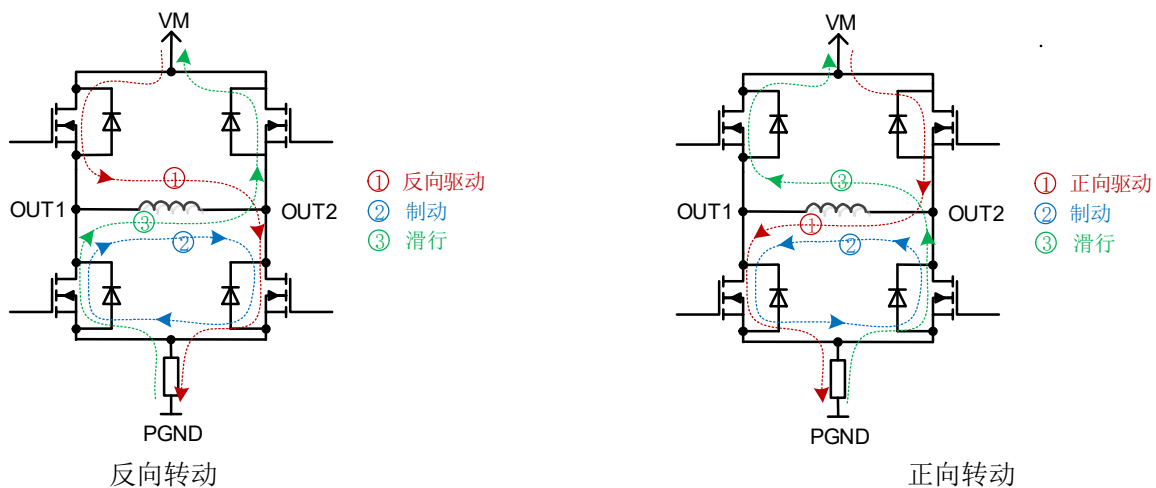 VM
① 反向驱动
② 制动
③ 滑行
OUT1
OUT2
①
③
②
PGND
反向转动
VM
① 正向驱动
② 制动
③ 滑行
OUT1
OUT2
③
①
②
PGND
正向转动